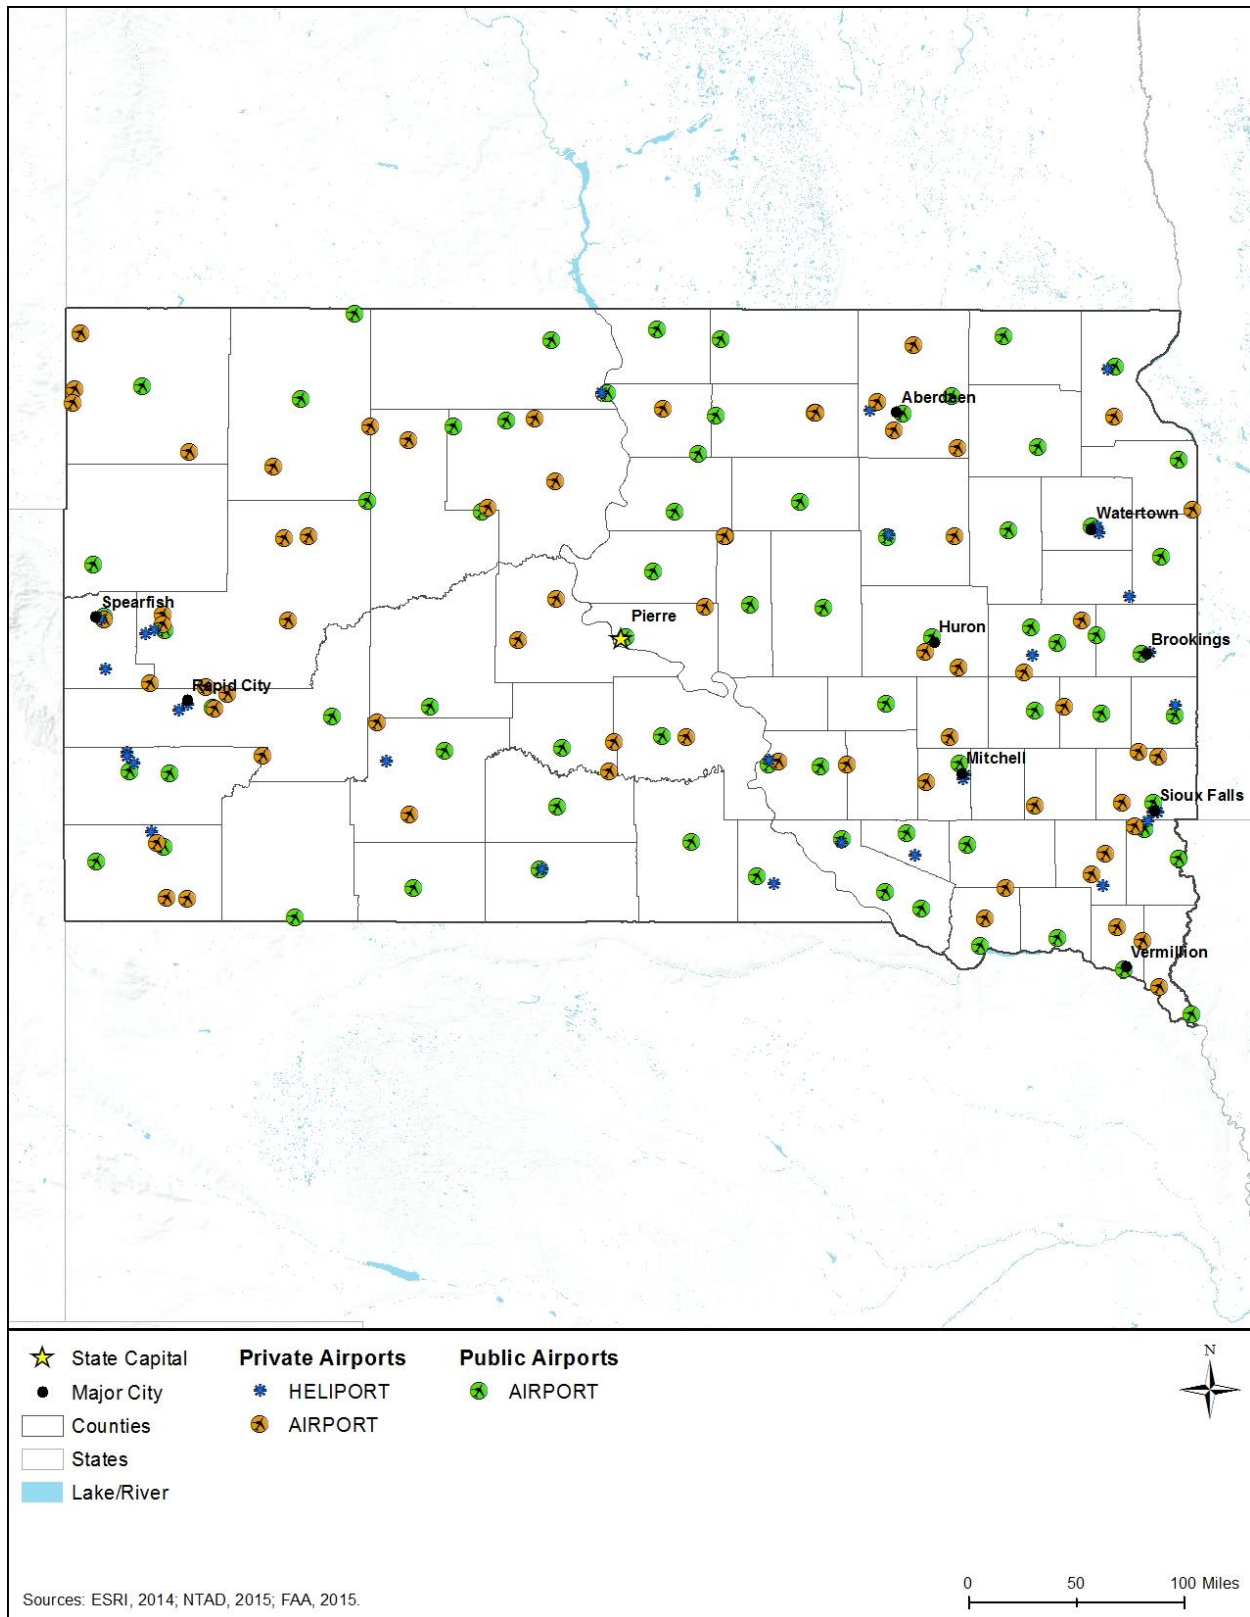 Aberdeen
Watertown
Spearfish
Pierre
Huron
Brookings
Rapid City
Mitchell
Sioux Falls
Vermillion
State Capital
Private Airports
Public Airports
N
Major City
HELIPORT
AIRPORT
Counties
AIRPORT
States
Lake/River
0 50 100 Miles
Sources: ESRI, 2014; NTAD, 2015; FAA, 2015.